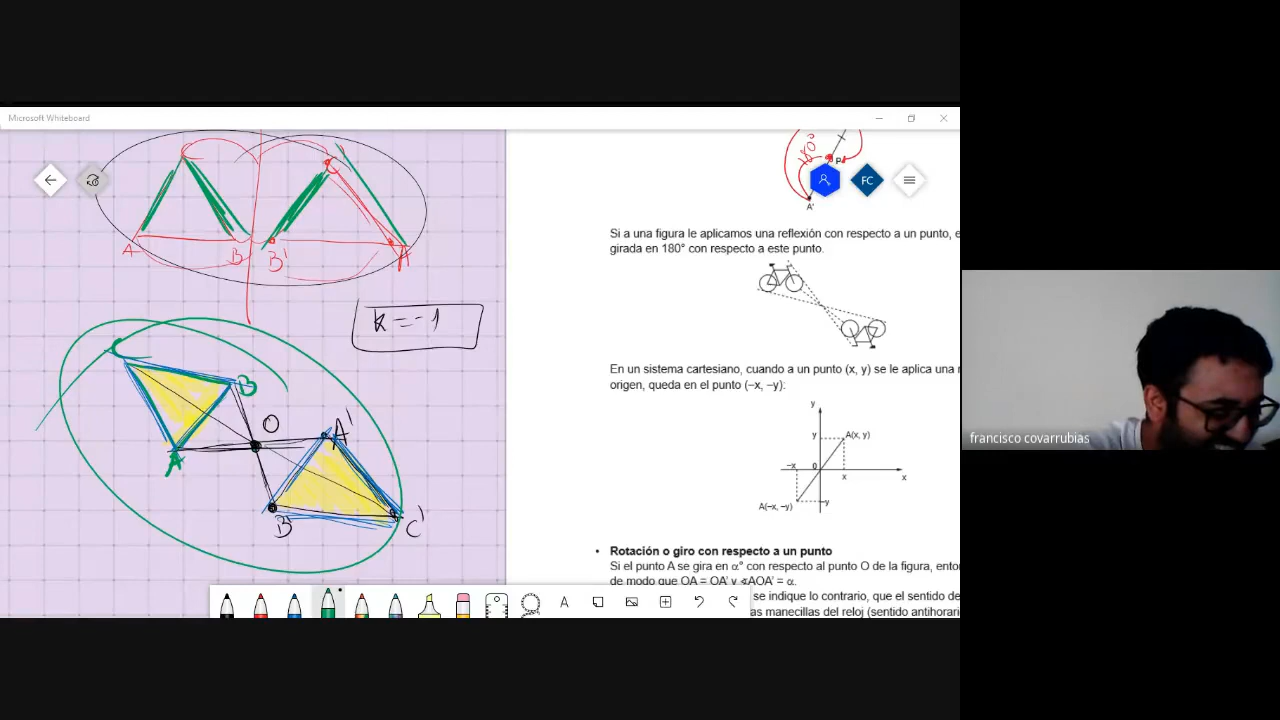 Microsoft Whiteboard
180°
P
A'
FC
C
A
B
B'
A'
Si a una figura le aplicamos una reflexión con respecto a un punto, e
girada en 180° con respecto a este punto.
k = -1
En un sistema cartesiano, cuando a un punto (x, y) se le aplica una r
origen, queda en el punto (−x, −y):
C
B
O
A'
A
B'
C'
y
y
A(x, y)
−x
0
x
x
A(−x, −y)
−y
• Rotación o giro con respecto a un punto
Si el punto A se gira en α° con respecto al punto O de la figura, ento
de modo que OA = OA' y ∢AOA' = α.
se indique lo contrario, que el sentido de
as manecillas del reloj (sentido antihorari
A
francisco covarrubias